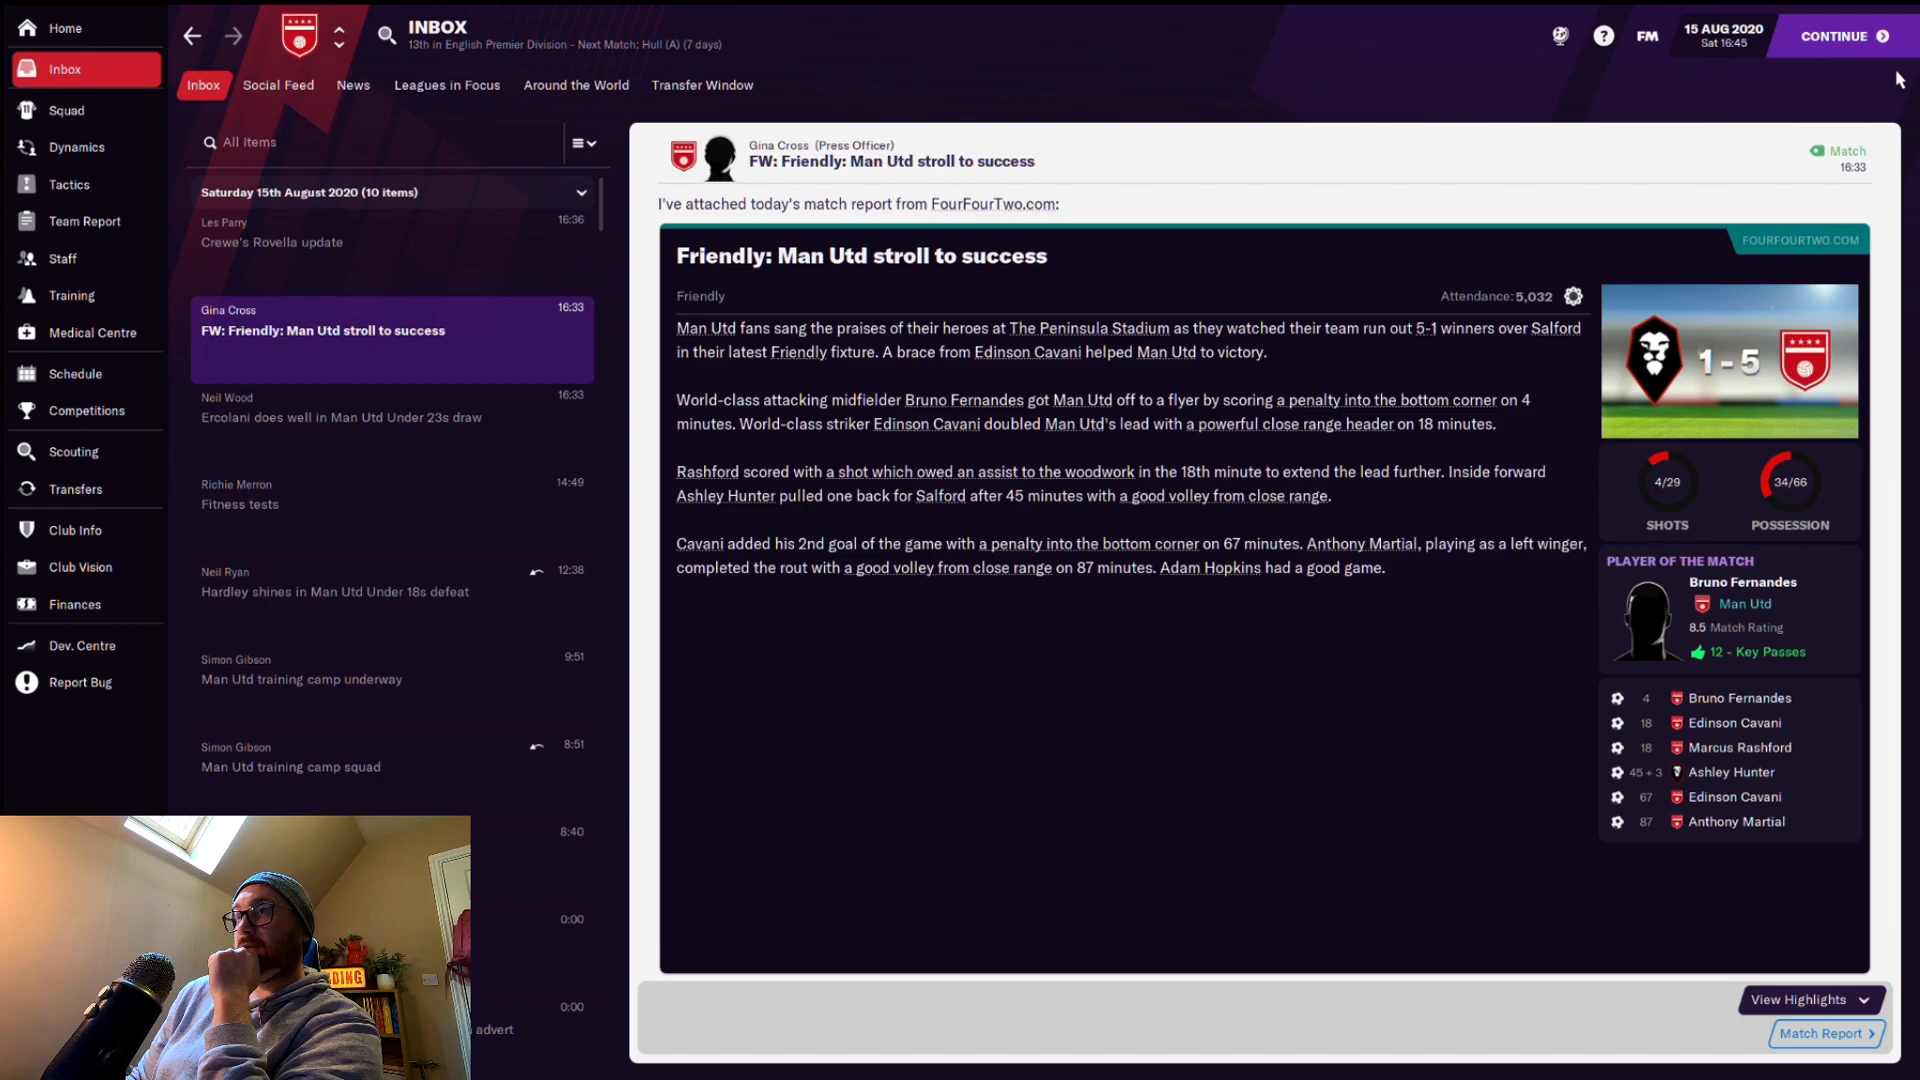 Home
Inbox
Squad
Dynamics
Tactics
Team Report
Staff
Training
Medical Centre
Schedule
Competitions
Scouting
Transfers
Club Info
Club Vision
Finances
Dev. Centre
Report Bug
INBOX
13th in English Premier Division - Next Match: Hull (A) (7 days)
FM
15 AUG 2020
Sat 16:45
CONTINUE
Inbox
Social Feed
News
Leagues in Focus
Around the World
Transfer Window
All Items
Saturday 15th August 2020 (10 items)
Les Parry
16:36
Crewe's Rovella update
Gina Cross
16:33
FW: Friendly: Man Utd stroll to success
Neil Wood
16:33
Ercolani does well in Man Utd Under 23s draw
Richie Merron
14:49
Fitness tests
Neil Ryan
12:38
Hardley shines in Man Utd Under 18s defeat
Simon Gibson
9:51
Man Utd training camp underway
Simon Gibson
8:51
Man Utd training camp squad
8:40
0:00
0:00
advert
DING
Gina Cross (Press Officer)
FW: Friendly: Man Utd stroll to success
Match
16:33
I've attached today's match report from FourFourTwo.com:
FOURFOURTWO.COM
Friendly: Man Utd stroll to success
Friendly
Attendance: 5,032
Man Utd fans sang the praises of their heroes at The Peninsula Stadium as they watched their team run out 5-1 winners over Salford
in their latest Friendly fixture. A brace from Edinson Cavani helped Man Utd to victory.
World-class attacking midfielder Bruno Fernandes got Man Utd off to a flyer by scoring a penalty into the bottom corner on 4
minutes. World-class striker Edinson Cavani doubled Man Utd's lead with a powerful close range header on 18 minutes.
Rashford scored with a shot which owed an assist to the woodwork in the 18th minute to extend the lead further. Inside forward
Ashley Hunter pulled one back for Salford after 45 minutes with a good volley from close range.
Cavani added his 2nd goal of the game with a penalty into the bottom corner on 67 minutes. Anthony Martial, playing as a left winger,
completed the rout with a good volley from close range on 87 minutes. Adam Hopkins had a good game.
1 - 5
4/29
SHOTS
34/66
POSSESSION
PLAYER OF THE MATCH
Bruno Fernandes
Man Utd
8.5 Match Rating
12 - Key Passes
4 Bruno Fernandes
18 Edinson Cavani
18 Marcus Rashford
45 + 3 Ashley Hunter
67 Edinson Cavani
87 Anthony Martial
View Highlights
Match Report